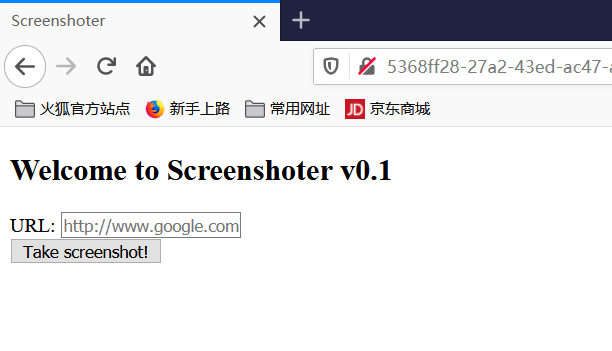 Screenshoter
5368ff28-27a2-43ed-ac47-
火狐官方站点 新手上路 常用网址 JD 京东商城
Welcome to Screenshoter v0.1
URL: http://www.google.com
Take screenshot!